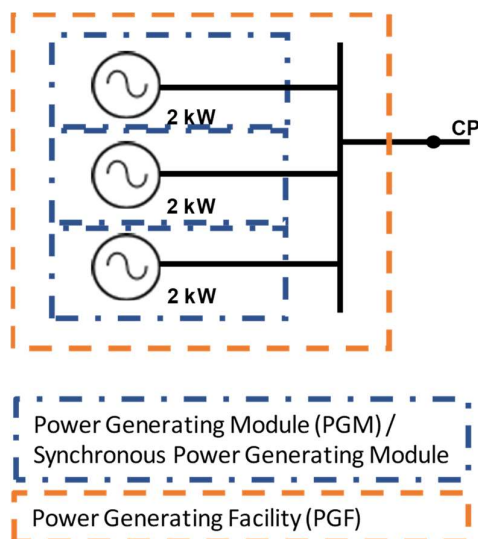 2 kW
CP
2 kW
2 kW
Power Generating Module (PGM) /
Synchronous Power Generating Module
Power Generating Facility (PGF)